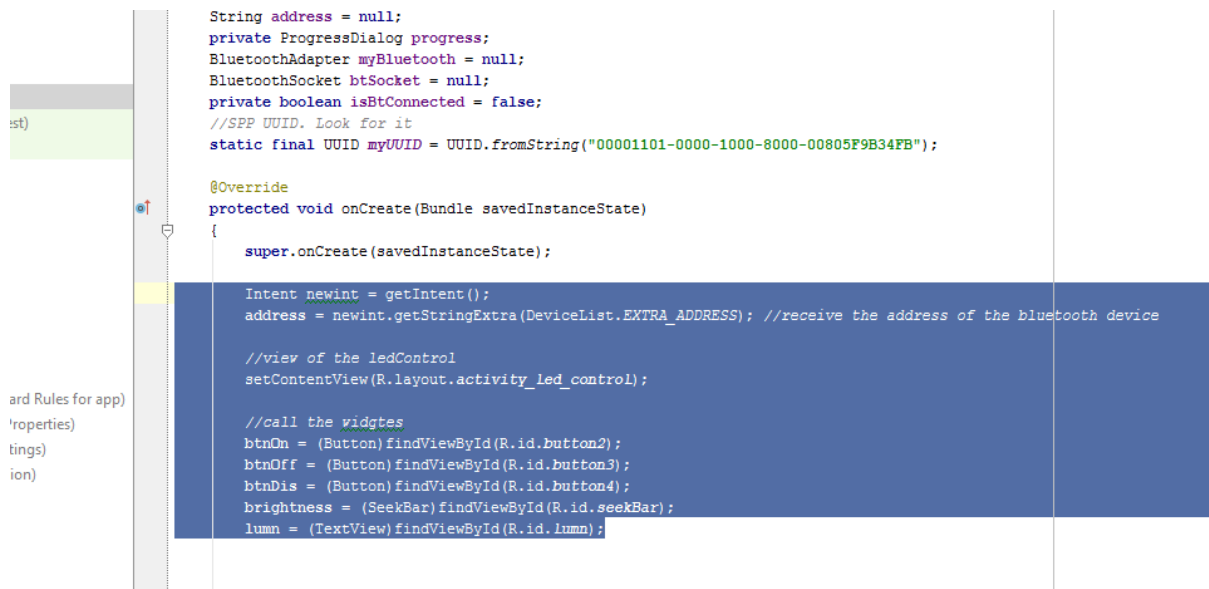 String address = null;
private ProgressDialog progress;
BluetoothAdapter myBluetooth = null;
BluetoothSocket btSocket = null;
private boolean isBtConnected = false;
//SPP UUID. Look for it
static final UUID myUUID = UUID.fromString("00001101-0000-1000-8000-00805F9B34FB");
@Override
protected void onCreate(Bundle savedInstanceState)
{
super.onCreate(savedInstanceState);
Intent newint = getIntent();
address = newint.getStringExtra(DeviceList.EXTRA_ADDRESS); //receive the address of the bluetooth device
//view of the ledControl
setContentView(R.layout.activity_led_control);
//call the widgtes
btnOn = (Button)findViewById(R.id.button2);
btnOff = (Button)findViewById(R.id.button3);
btnDis = (Button)findViewById(R.id.button4);
brightness = (SeekBar)findViewById(R.id.seekBar);
lumn = (TextView)findViewById(R.id.lumn);
est)
ard Rules for app)
Properties)
tings)
ion)